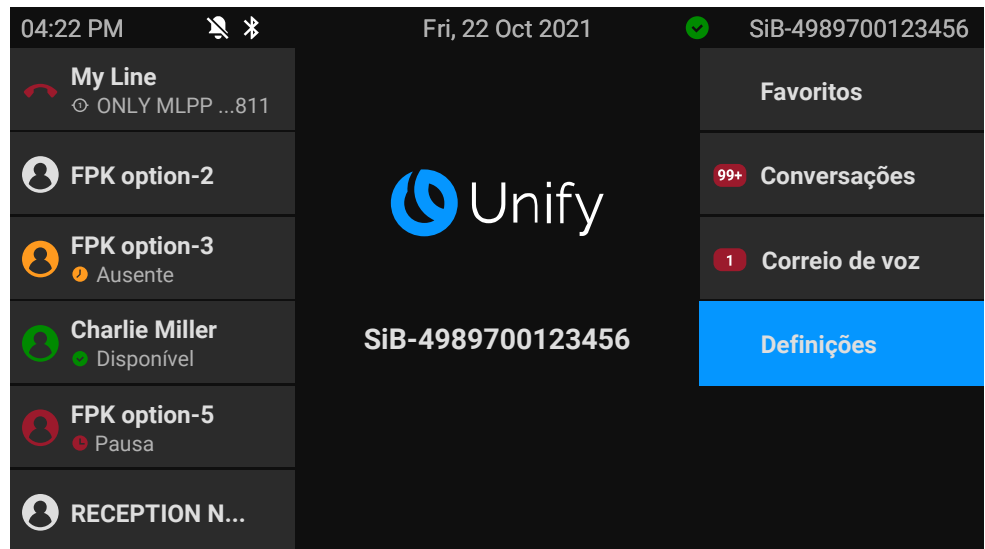 04:22 PM
Fri, 22 Oct 2021
SiB-4989700123456
My Line
ONLY MLPP ...811
FPK option-2
FPK option-3
Ausente
Charlie Miller
Disponível
FPK option-5
Pausa
RECEPTION N...
Unify
SiB-4989700123456
Favoritos
99+ Conversações
1 Correio de voz
Definições